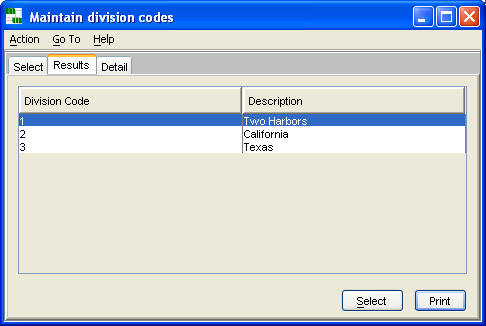 Maintain division codes
Action Go To Help
Select Results Detail
Division Code Description
1 Two Harbors
2 California
3 Texas
Select Print